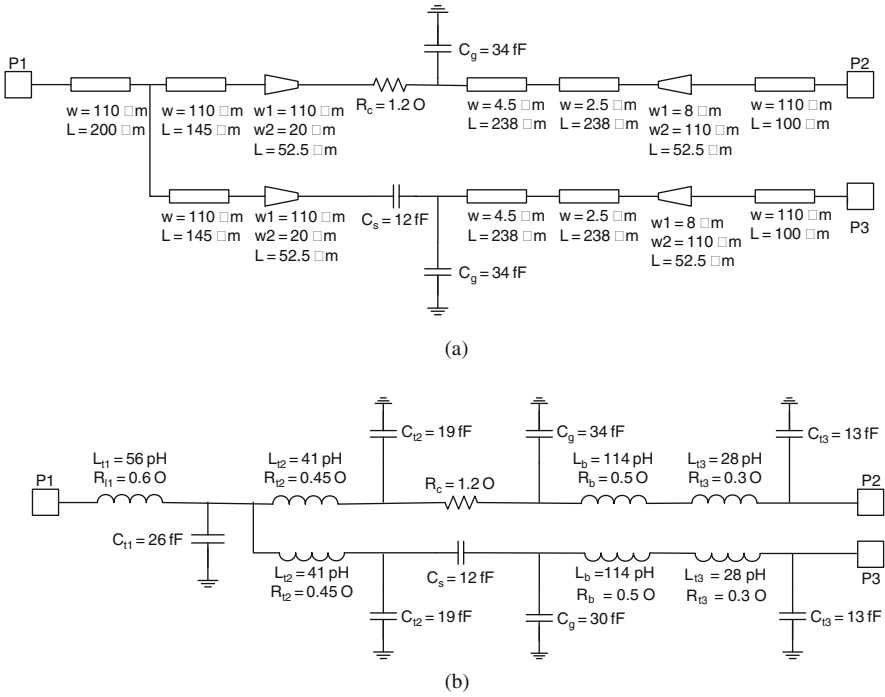 P1
w = 110 □m
L = 200 □m
w = 110 □m
L = 145 □m
w1 = 110 □m
w2 = 20 □m
L = 52.5 □m
R_c = 1.2 O
C_g = 34 fF
w = 4.5 □m
L = 238 □m
w = 2.5 □m
L = 238 □m
w1 = 8 □m
w2 = 110 □m
L = 52.5 □m
w = 110 □m
L = 100 □m
P2
w = 110 □m
L = 145 □m
w1 = 110 □m
w2 = 20 □m
L = 52.5 □m
C_s = 12 fF
C_g = 34 fF
w = 4.5 □m
L = 238 □m
w = 2.5 □m
L = 238 □m
w1 = 8 □m
w2 = 110 □m
L = 52.5 □m
w = 110 □m
L = 100 □m
P3
(a)
P1
L_t1 = 56 pH
R_l1 = 0.6 O
C_t1 = 26 fF
L_t2 = 41 pH
R_t2 = 0.45 O
C_t2 = 19 fF
R_c = 1.2 O
C_g = 34 fF
L_b = 114 pH
R_b = 0.5 O
L_t3 = 28 pH
R_t3 = 0.3 O
C_t3 = 13 fF
P2
L_t2 = 41 pH
R_t2 = 0.45 O
C_t2 = 19 fF
C_s = 12 fF
C_g = 30 fF
L_b = 114 pH
R_b = 0.5 O
L_t3 = 28 pH
R_t3 = 0.3 O
C_t3 = 13 fF
P3
(b)